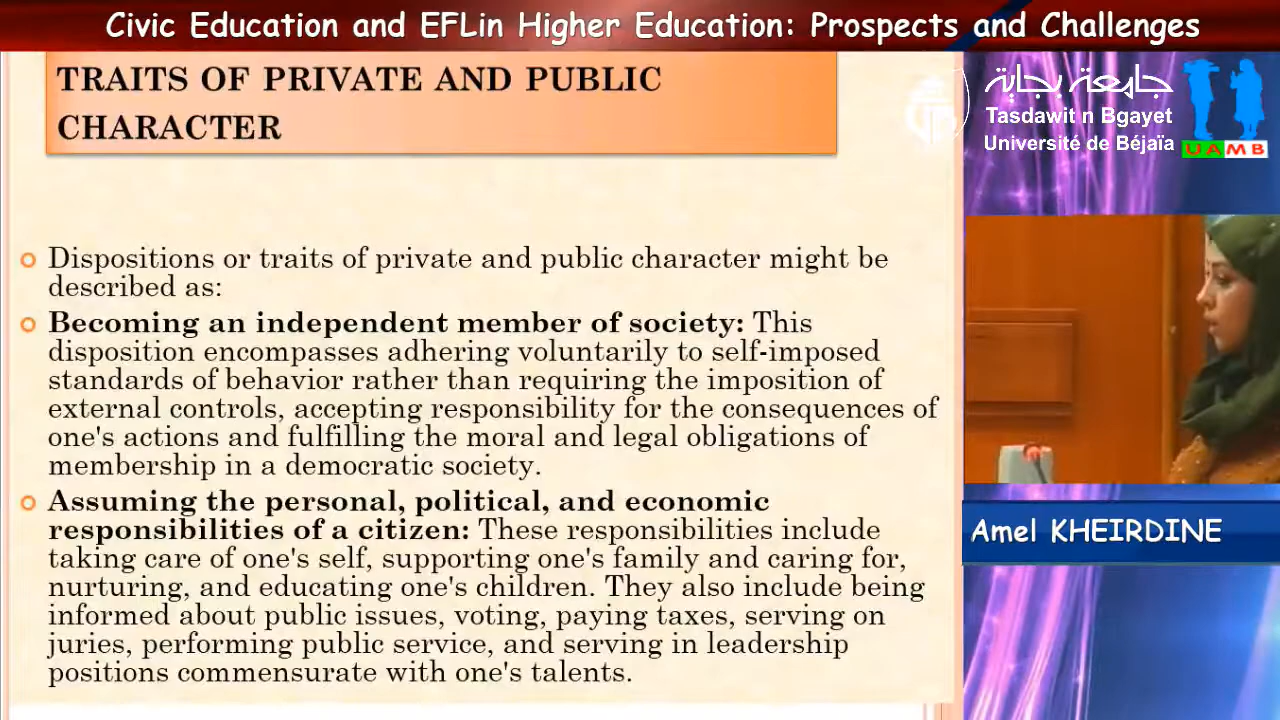 Civic Education and EFLin Higher Education: Prospects and Challenges
TRAITS OF PRIVATE AND PUBLIC
CHARACTER
جامعة بجاية
Tasdawit n Bgayet
Université de Béjaïa
UAMB
Dispositions or traits of private and public character might be
described as:
Becoming an independent member of society: This
disposition encompasses adhering voluntarily to self-imposed
standards of behavior rather than requiring the imposition of
external controls, accepting responsibility for the consequences of
one's actions and fulfilling the moral and legal obligations of
membership in a democratic society.
Assuming the personal, political, and economic
responsibilities of a citizen: These responsibilities include
taking care of one's self, supporting one's family and caring for,
nurturing, and educating one's children. They also include being
informed about public issues, voting, paying taxes, serving on
juries, performing public service, and serving in leadership
positions commensurate with one's talents.
Amel KHEIRDINE